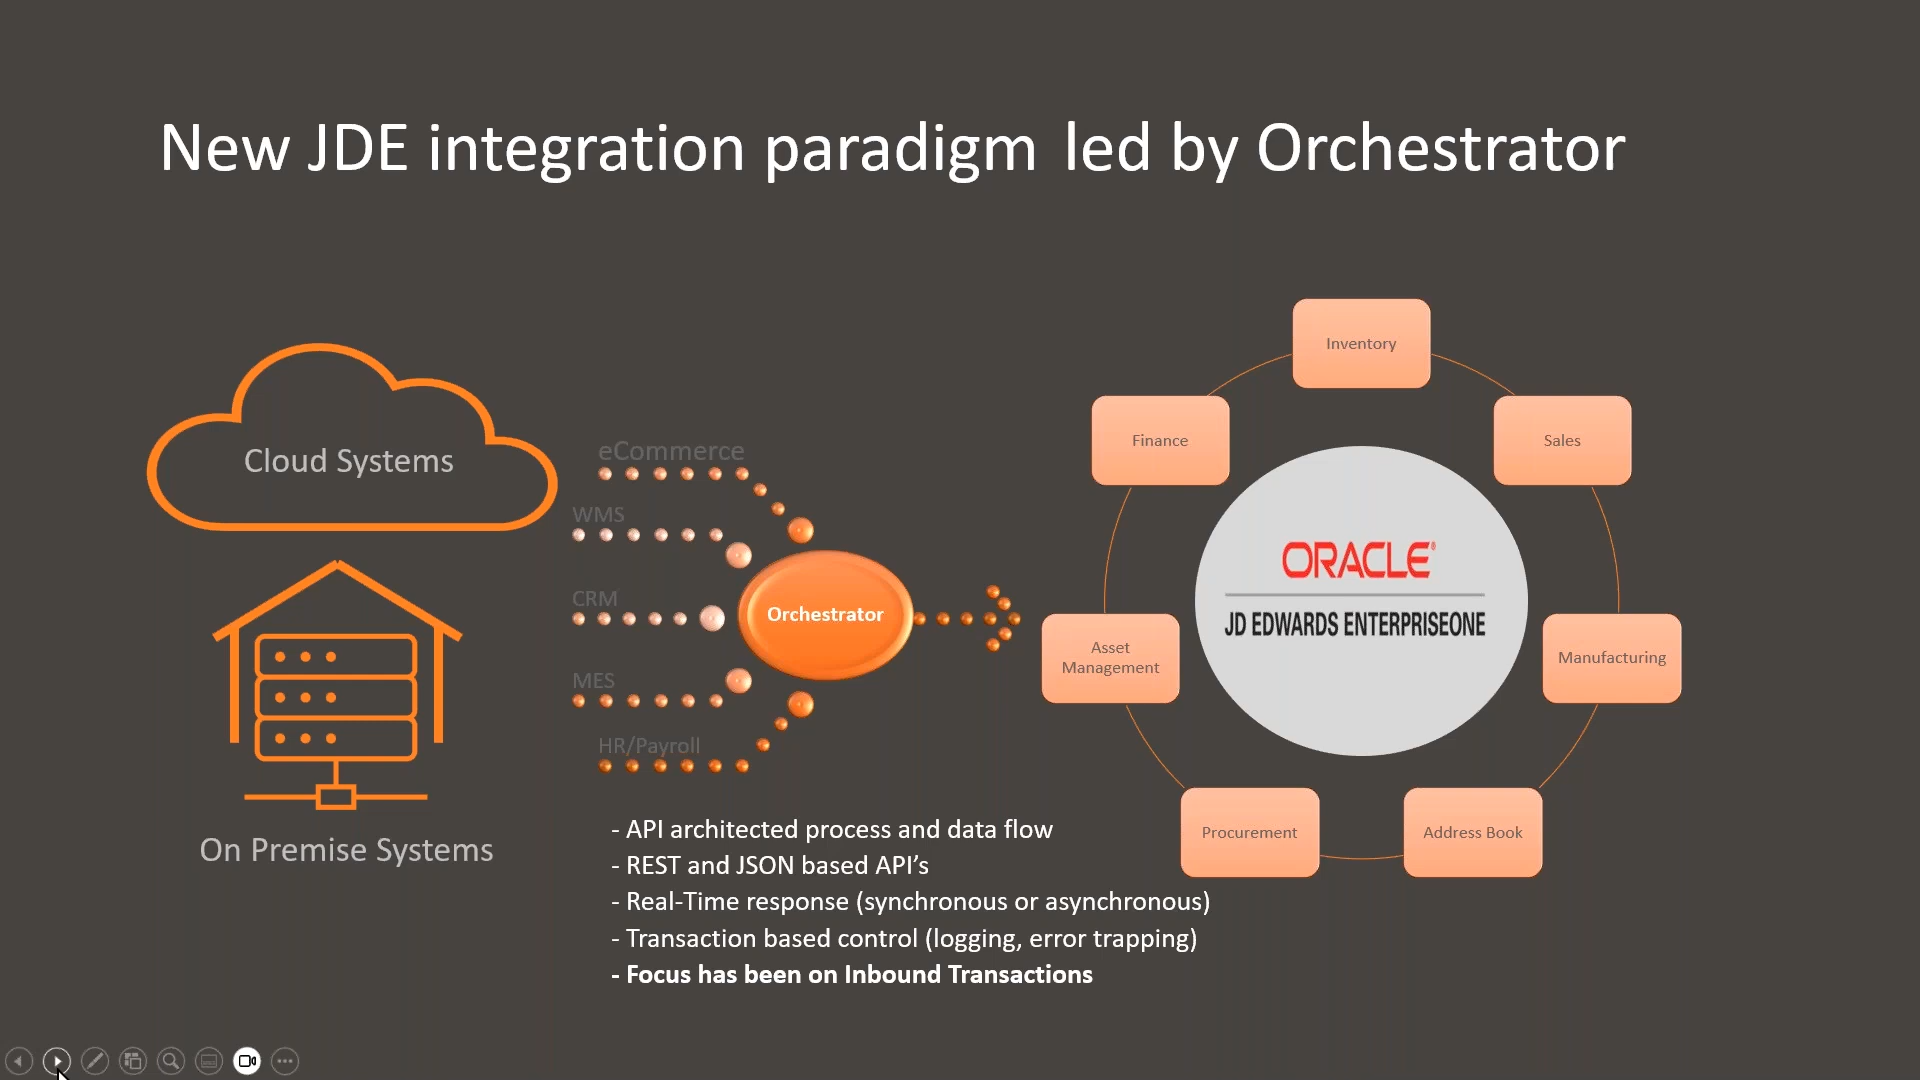 New JDE integration paradigm led by Orchestrator
Cloud Systems
On Premise Systems
eCommerce
WMS
CRM
MES
HR/Payroll
Orchestrator
Inventory
Finance
Sales
ORACLE®
JD EDWARDS ENTERPRISEONE
Asset
Management
Manufacturing
Procurement
Address Book
- API architected process and data flow
- REST and JSON based API’s
- Real-Time response (synchronous or asynchronous)
- Transaction based control (logging, error trapping)
- Focus has been on Inbound Transactions